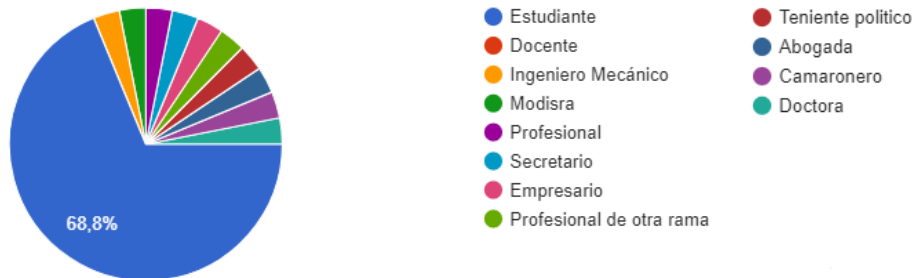 68,8%
Estudiante
Docente
Ingeniero Mecánico
Modisra
Profesional
Secretario
Empresario
Profesional de otra rama
Teniente politico
Abogada
Camaronero
Doctora